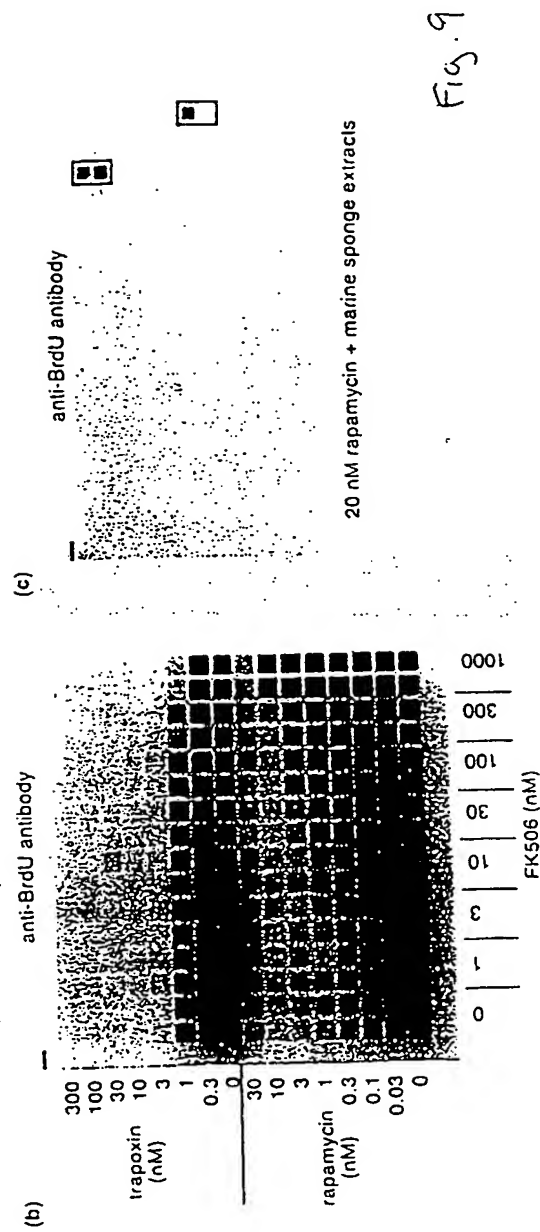 (b)
anti-BrdU antibody
trapoxin
(nM)
300
100
30
10
3
1
0.3
0
rapamycin
(nM)
30
10
3
1
0.3
0.1
0.03
0
0
1
3
10
30
100
300
1000
FK506 (nM)
(c)
anti-BrdU antibody
20 nM rapamycin + marine sponge extracts
Fig. 9